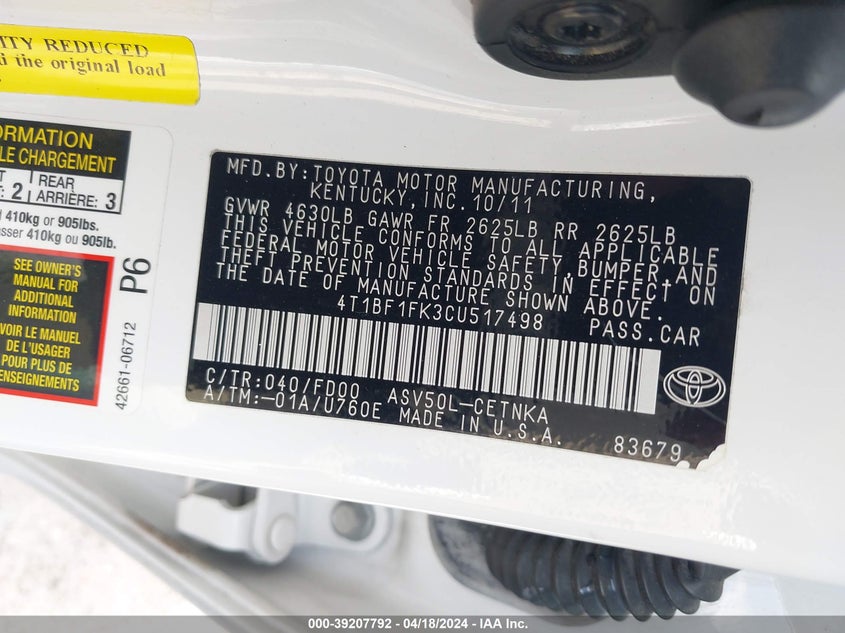 ITY REDUCED
the original load
ORMATION
LE CHARGEMENT
2 REAR ARRIÈRE: 3
410kg or 905lbs.
asser 410kg ou 905lb.
SEE OWNER'S
MANUAL FOR
ADDITIONAL
INFORMATION
VOIR LE MANUEL
DE L'USAGER
POUR PLUS DE
RENSEIGNEMENTS
P6
42661-06712
MFD.BY:TOYOTA MOTOR MANUFACTURING,
KENTUCKY, INC.10/11
GVWR 4630LB GAWR FR 2625LB RR 2625LB
THIS VEHICLE CONFORMS TO ALL APPLICABLE
FEDERAL MOTOR VEHICLE SAFETY,BUMPER,AND
THEFT PREVENTION STANDARDS IN EFFECT ON
THE DATE OF MANUFACTURE SHOWN ABOVE.
4T1BF1FK3CU517498 PASS.CAR
C/TR:040/FD00 ASV50L-CETNKA
A/TM:-01A/U760E MADE IN U.S.A.
83679
TOYOTA
000-39207792 - 04/18/2024 - IAA Inc.